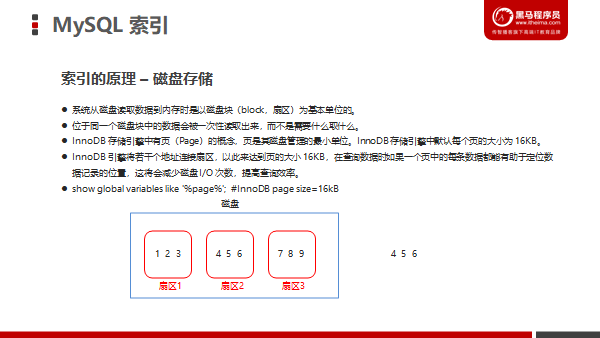 MySQL 索引
黑马程序员
www.itheima.com
传智播客旗下高端IT教育品牌
索引的原理 – 磁盘存储
系统从磁盘读取数据到内存时是以磁盘块（block，扇区）为基本单位的。
位于同一个磁盘块中的数据会被一次性读取出来，而不是需要什么取什么。
InnoDB 存储引擎中有页（Page）的概念，页是其磁盘管理的最小单位。InnoDB 存储引擎中默认每个页的大小为 16KB。
InnoDB 引擎将若干个地址连接扇区，以此来达到页的大小 16KB，在查询数据时如果一个页中的每条数据都能有助于定位数
据记录的位置，这将会减少磁盘 I/O 次数，提高查询效率。
show global variables like '%page%'; #InnoDB page size=16kB
磁盘
1 2 3
4 5 6
7 8 9
4 5 6
扇区1
扇区2
扇区3